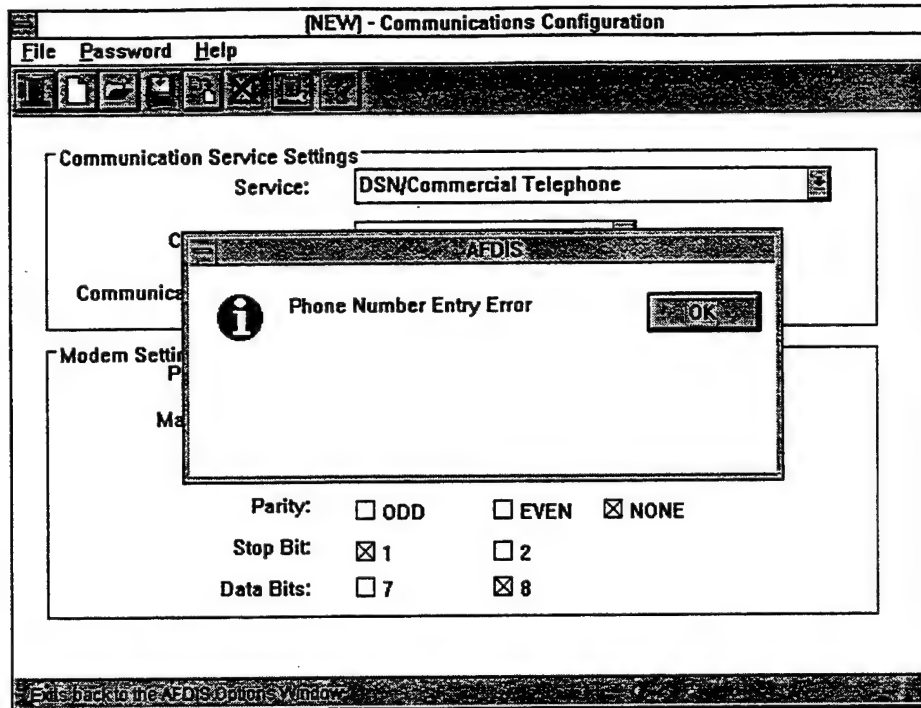 [NEW] - Communications Configuration
File Password Help
Communication Service Settings
Service: DSN/Commercial Telephone
C
AFDIS
Communica
Phone Number Entry Error
OK
Modem Settin
P
Ma
Parity: ODD EVEN NONE
Stop Bit: 1 2
Data Bits: 7 8
Exits back to the AFDIS Options Window